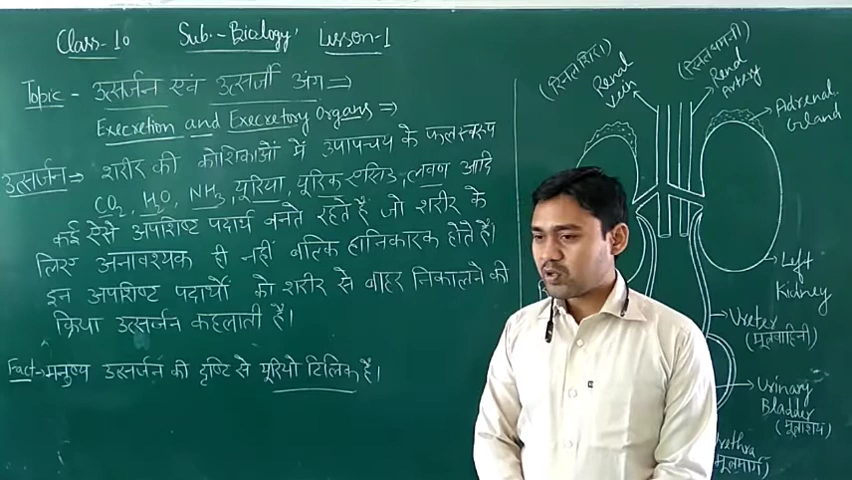 Class-10 Sub.- Biology' Lesson-1
Topic - उत्सर्जन एवं उत्सर्जी अंग ⇒
Execretion and Execretory Organs ⇒
उत्सर्जन ⇒ शरीर की कोशिकाओं में उपापचय के फलस्वरूप
CO₂, H₂O, NH₃, यूरिया, यूरिक एसिड, लवण आदि
कई ऐसे अपशिष्ट पदार्थ बनते रहते हैं जो शरीर के
लिए अनावश्यक ही नहीं बल्कि हानिकारक होते हैं।
इन अपशिष्ट पदार्थों को शरीर से बाहर निकालने की
क्रिया उत्सर्जन कहलाती है।
Fact → मनुष्य उत्सर्जन की दृष्टि से यूरियोटिलिक है।
(शिरा)
Renal
Vein
(धमनी)
Renal
Artery
Adrenal
Gland
Left
Kidney
Ureter
(मूत्रवाहिनी)
Urinary
Bladder
(मूत्राशय)
rethra
मूत्रमार्ग)